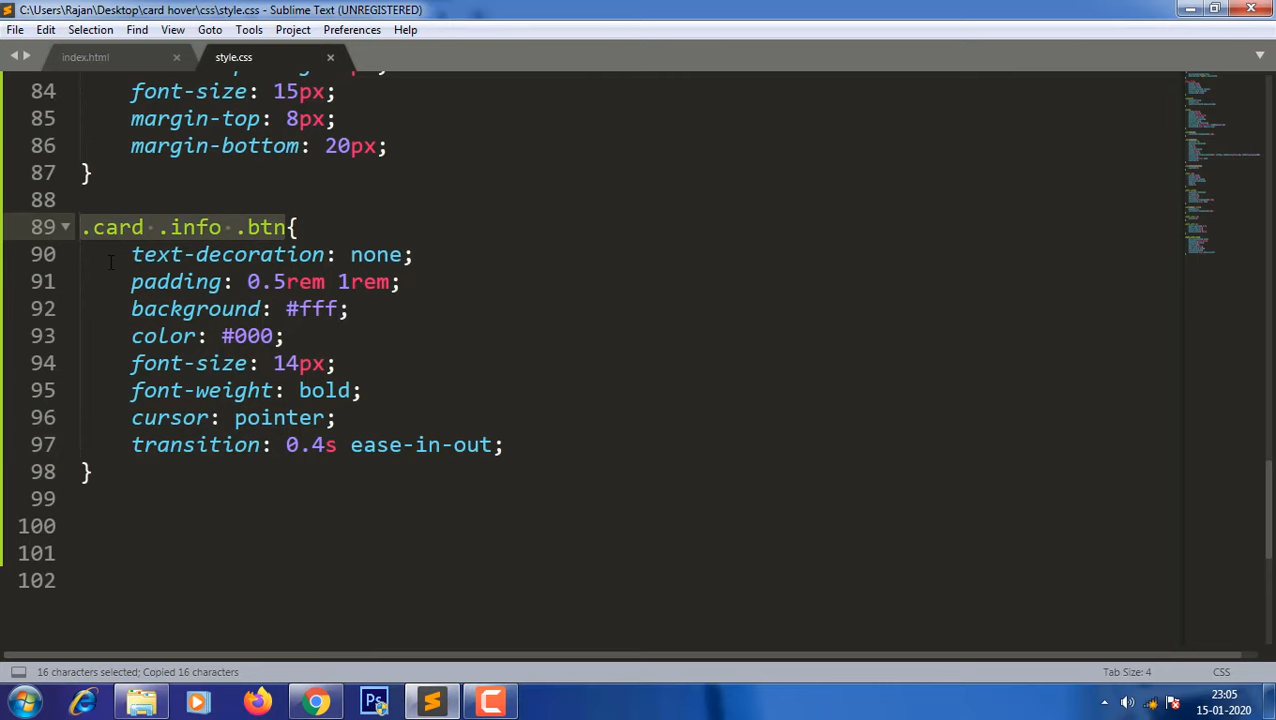 C:\Users\Rajan\Desktop\card hover\css\style.css - Sublime Text (UNREGISTERED)
File Edit Selection Find View Goto Tools Project Preferences Help
index.html style.css
84 font-size: 15px;
85 margin-top: 8px;
86 margin-bottom: 20px;
87 }
88
89 .card .info .btn{
90 text-decoration: none;
91 padding: 0.5rem 1rem;
92 background: #fff;
93 color: #000;
94 font-size: 14px;
95 font-weight: bold;
96 cursor: pointer;
97 transition: 0.4s ease-in-out;
98 }
99
100
101
102
16 characters selected; Copied 16 characters Tab Size: 4 CSS
Ps
23:05
15-01-2020